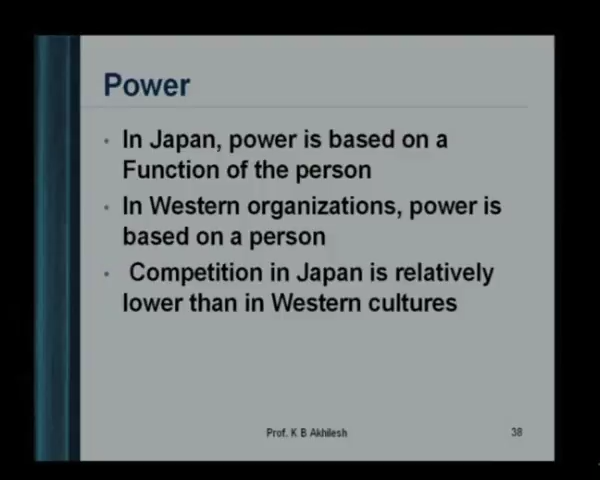 Power
• In Japan, power is based on a
Function of the person
• In Western organizations, power is
based on a person
• Competition in Japan is relatively
lower than in Western cultures
Prof. K B Akhilesh
38